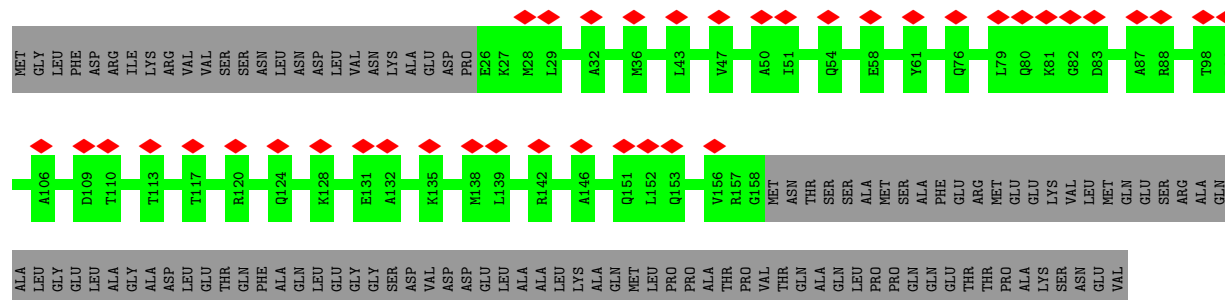 MET GLY LEU PHE ASP ARG ILE LYS ARG VAL VAL SER SER ASN LEU ASN ASP LEU VAL ASN LYS ALA GLU ASP PRO E26 K27 M28 L29 A32 M36 L43 V47 A50 I51 Q54 E58 Y61 Q76 L79 Q80 K81 G82 D83 A87 R88 T98
A106 D109 T110 T113 T117 R120 Q124 K128 E131 A132 K135 M138 L139 R142 A146 Q151 L152 Q153 V156 R157 G158 MET ASN THR SER SER ALA MET SER ALA PHE GLU ARG MET GLU GLU LYS VAL LEU MET GLN GLU SER ARG ALA GLN
ALA LEU GLY GLU LEU ALA GLY ALA ASP LEU GLU THR GLN PHE ALA GLN LEU GLU GLY GLY SER ASP VAL ASP ASP GLU LEU ALA ALA LEU LYS ALA GLN MET LEU PRO PRO ALA THR PRO VAL THR GLN ALA GLN LEU PRO PRO GLN GLN GLU THR THR PRO ALA LYS SER ASN GLU VAL